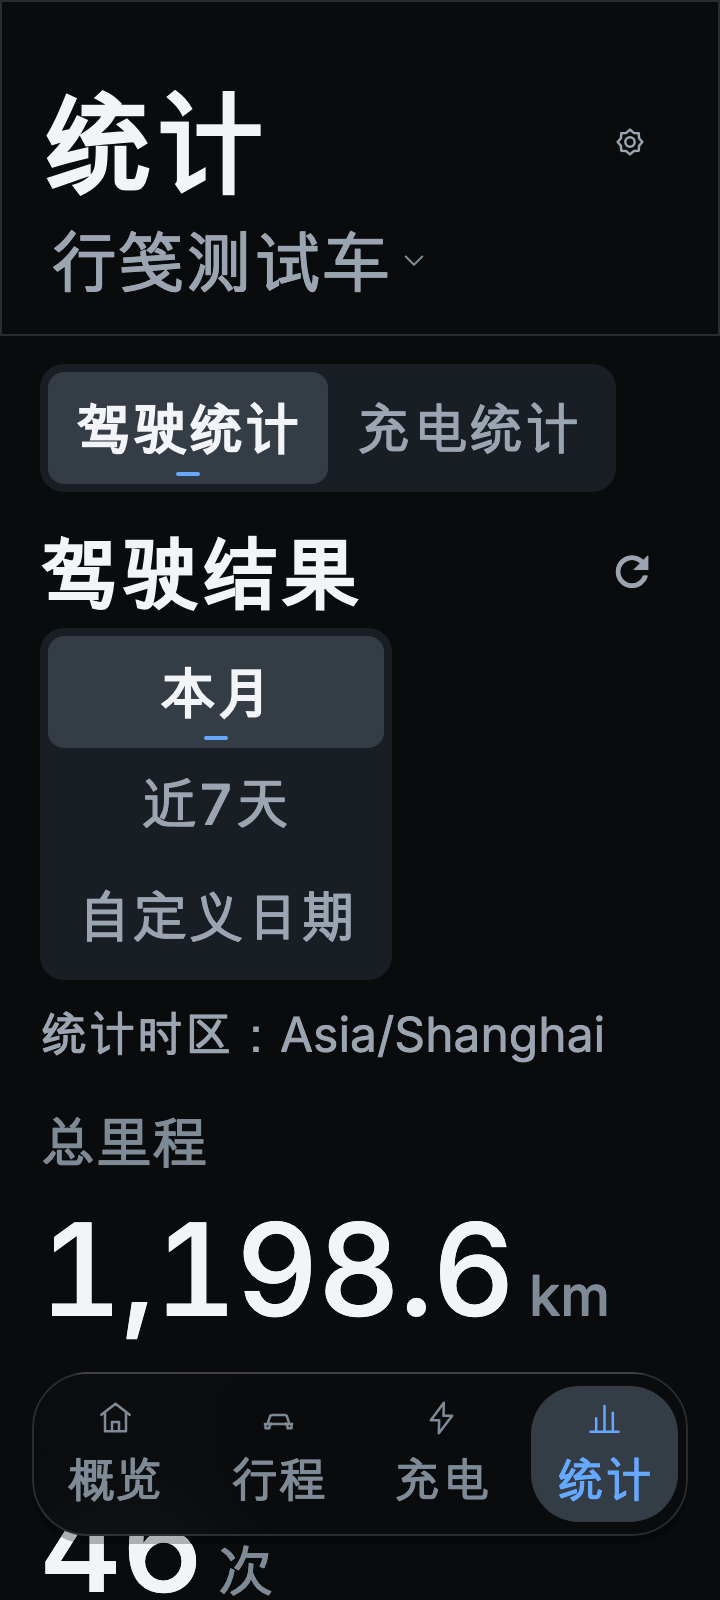 统计
行笺测试车
驾驶统计 充电统计
驾驶结果
本月
近7天
自定义日期
统计时区：Asia/Shanghai
总里程
1,198.6 km
46 次
概览 行程 充电 统计